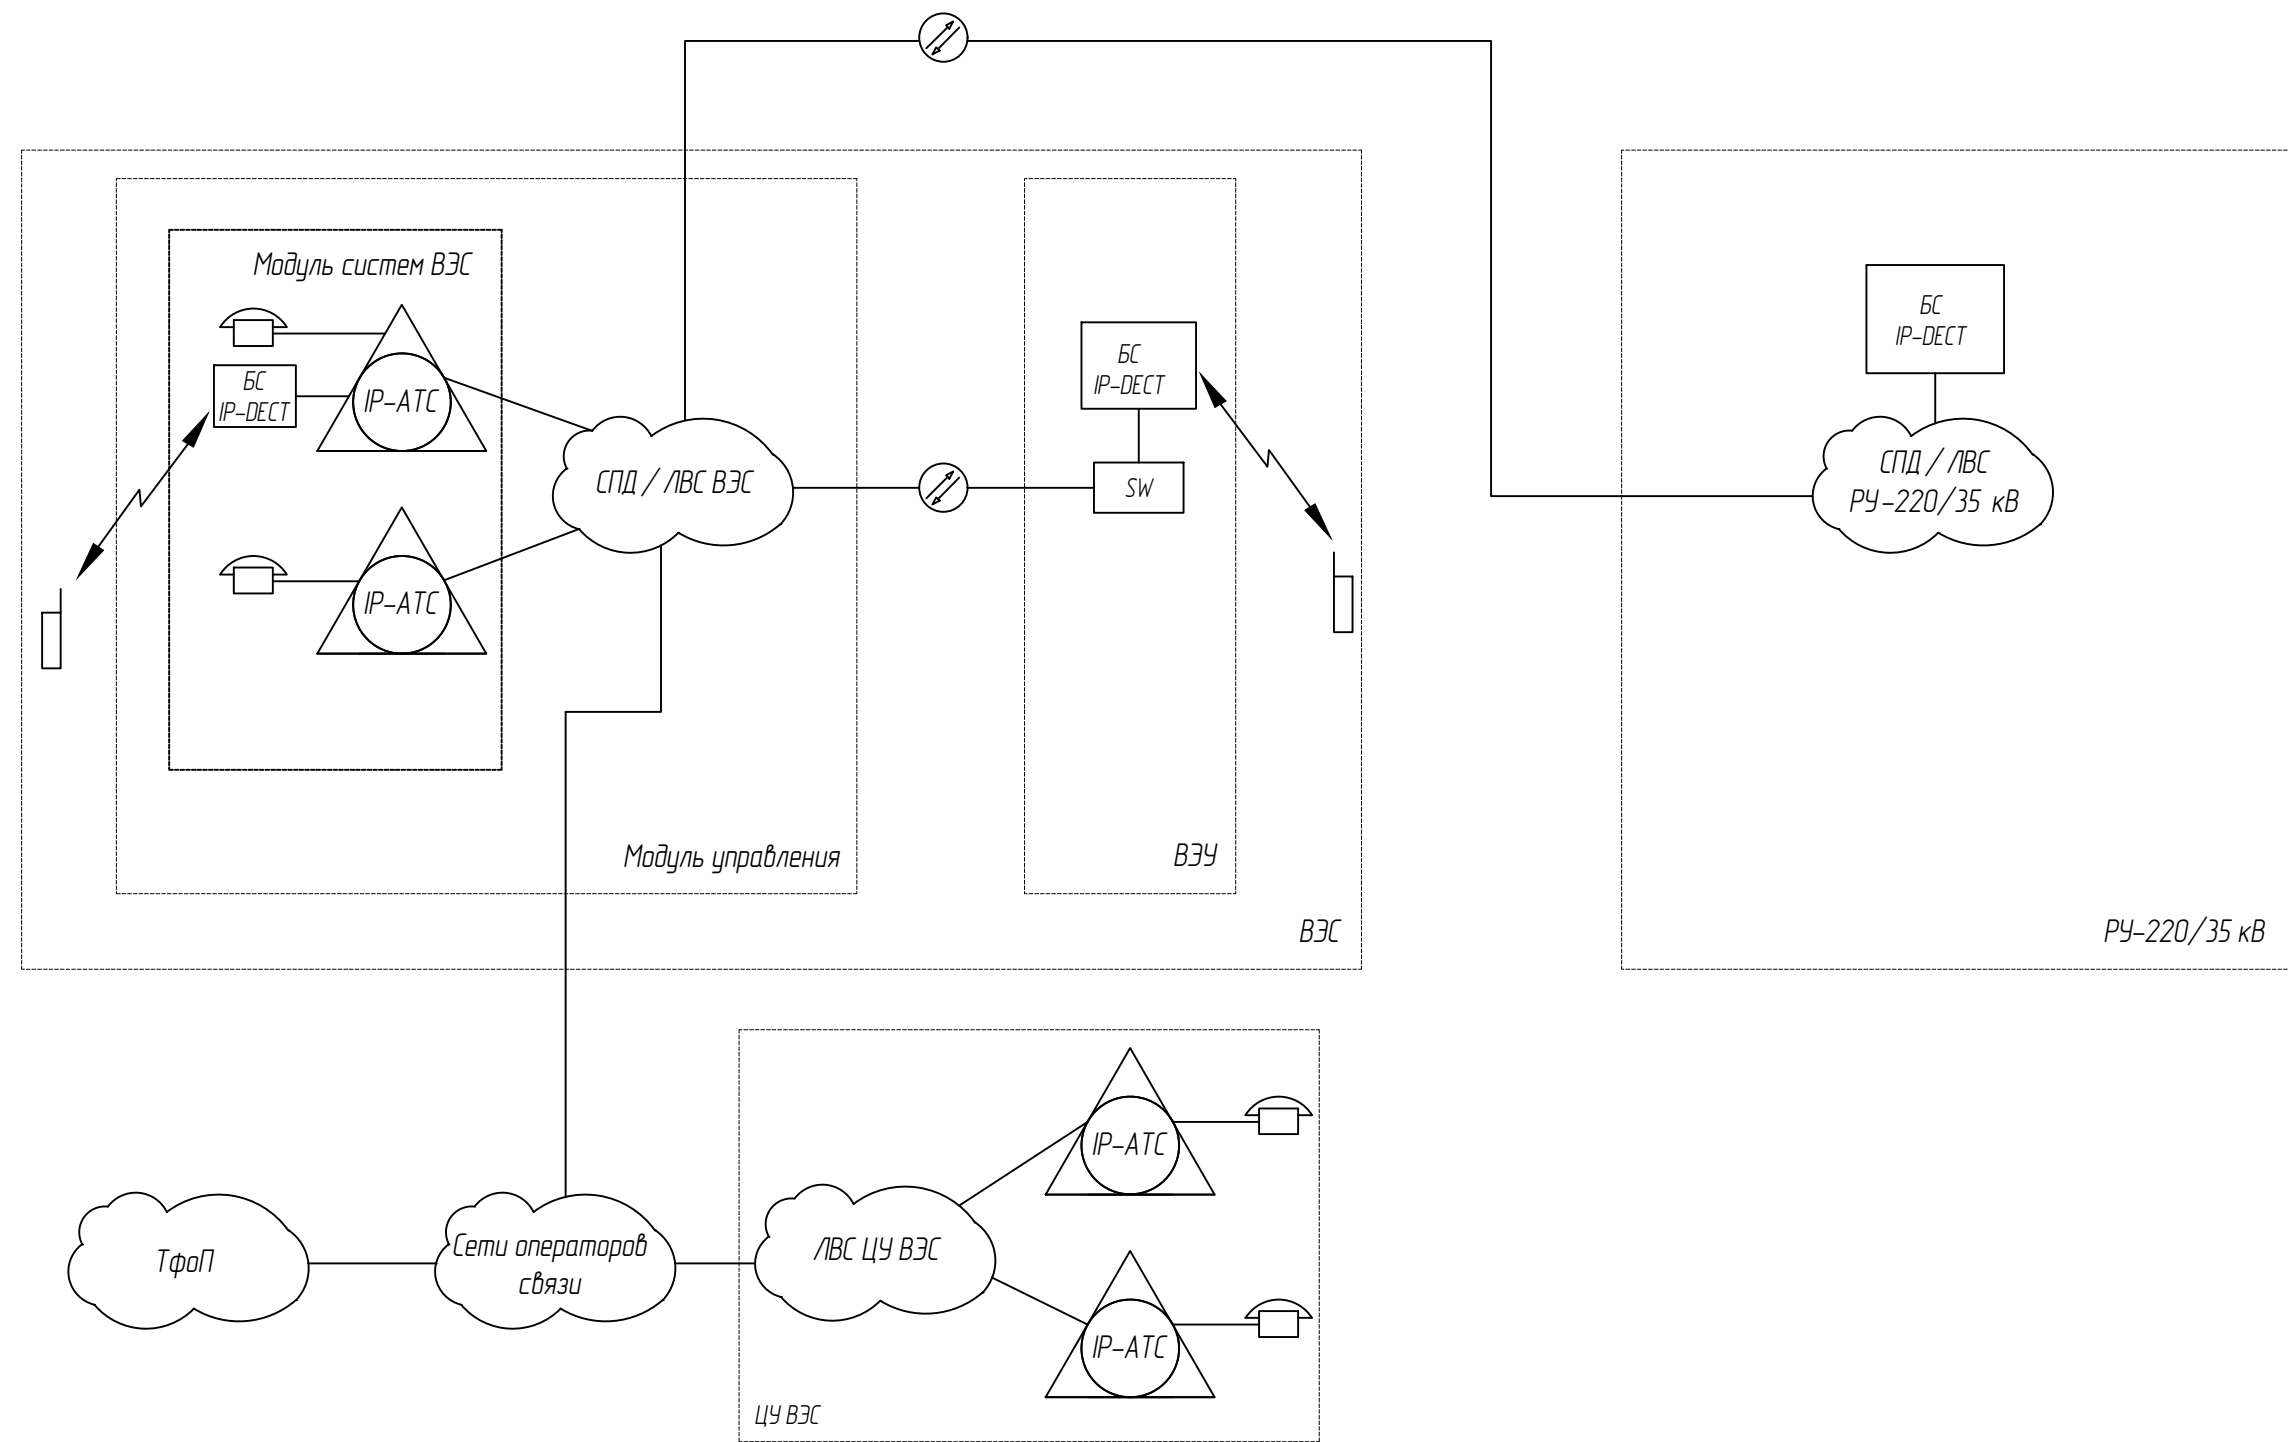 Модуль систем ВЭС
БС
IP-DECT
IP-АТС
IP-АТС
СПД / ЛВС ВЭС
Модуль управления
БС
IP-DECT
SW
ВЭУ
ВЭС
БС
IP-DECT
СПД / ЛВС
РУ-220/35 кВ
РУ-220/35 кВ
ТфоП
Сети операторов
связи
ЛВС ЦУ ВЭС
IP-АТС
IP-АТС
ЦУ ВЭС